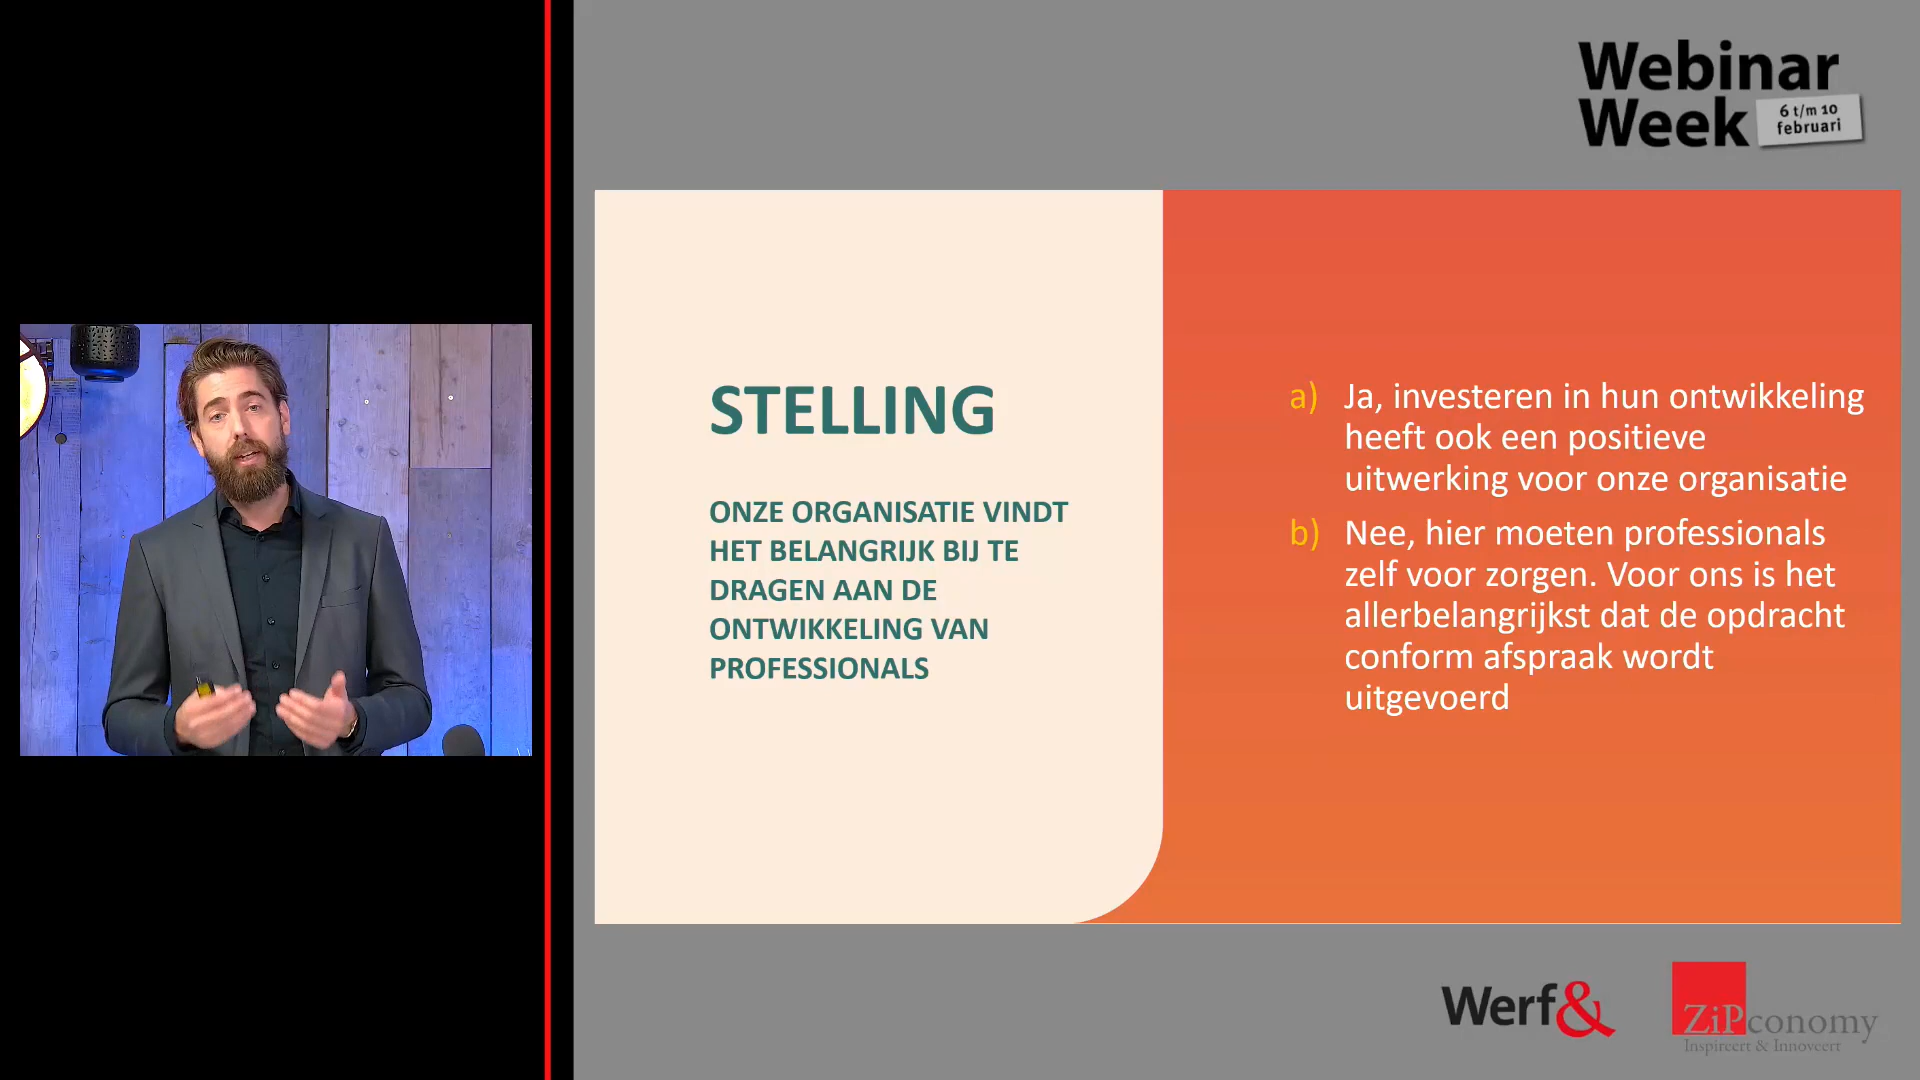 Webinar
Week
6 t/m 10
februari
STELLING
ONZE ORGANISATIE VINDT
HET BELANGRIJK BIJ TE
DRAGEN AAN DE
ONTWIKKELING VAN
PROFESSIONALS
a) Ja, investeren in hun ontwikkeling
heeft ook een positieve
uitwerking voor onze organisatie
b) Nee, hier moeten professionals
zelf voor zorgen. Voor ons is het
allerbelangrijkst dat de opdracht
conform afspraak wordt
uitgevoerd
Werf&
ZiPconomy
Inspireert & Innoveert